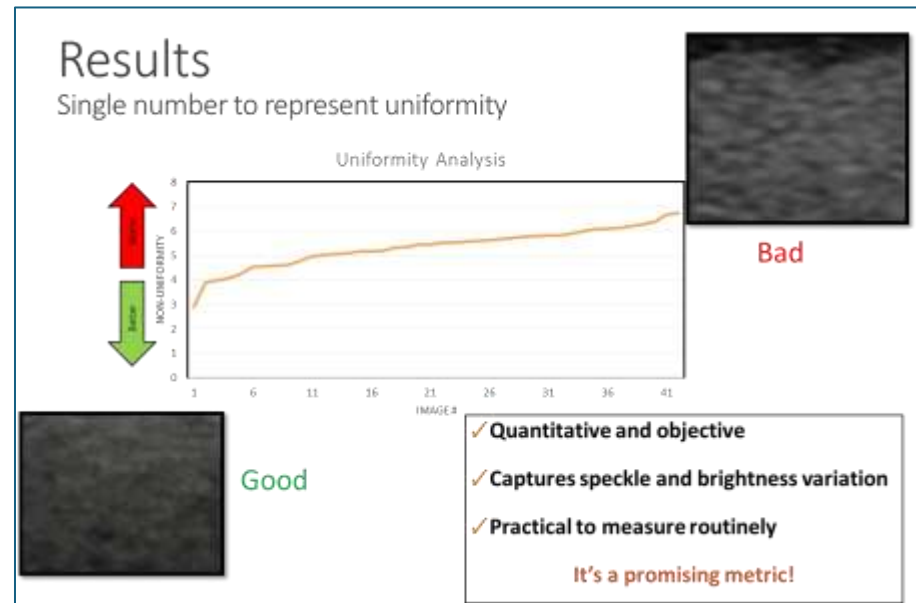 Results
Single number to represent uniformity
Uniformity Analysis
8
7
6
5
4
3
2
1
0
NON-UNIFORMITY
1 6 11 16 21 26 31 36 41
IMAGE#
Bad
Good
✓Quantitative and objective
✓Captures speckle and brightness variation
✓Practical to measure routinely
It's a promising metric!